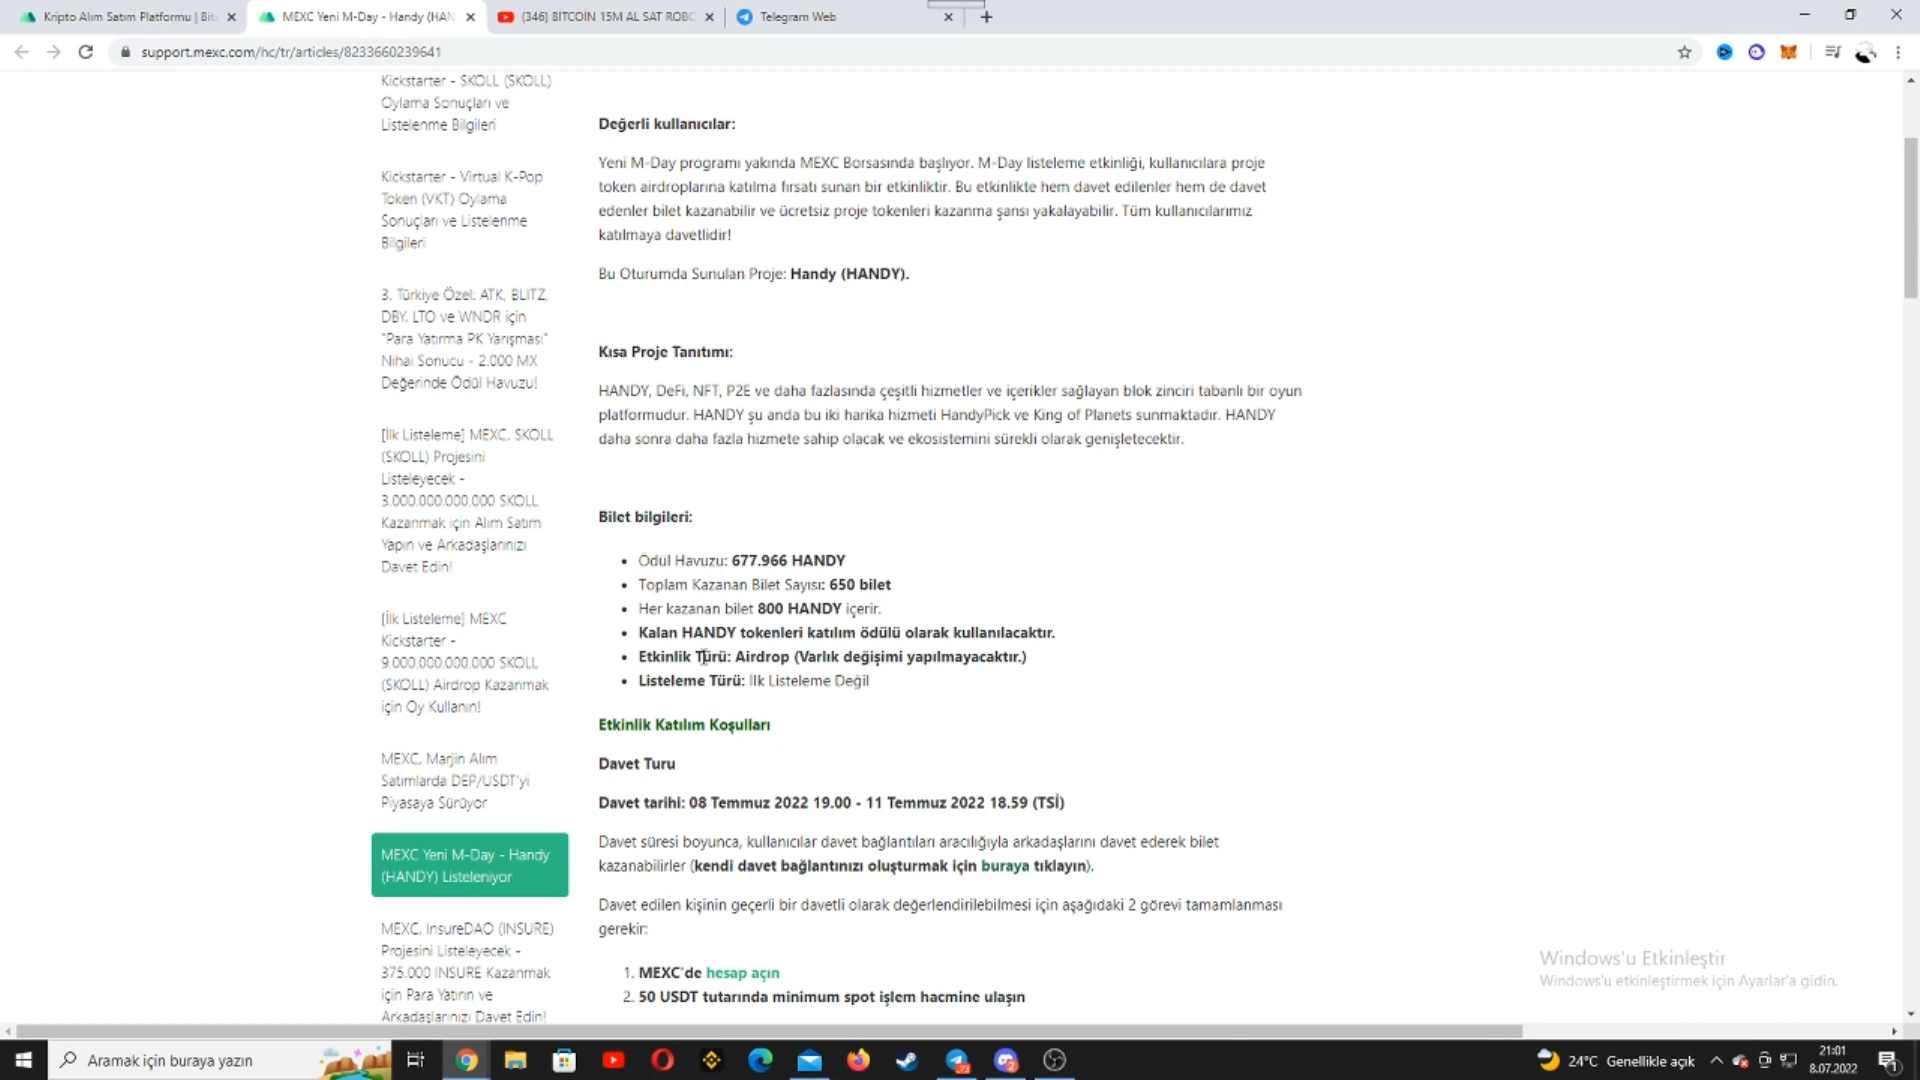 Kripto Alım Satım Platformu | Bit
MEXC Yeni M-Day - Handy (HAN
(346) BİTCOİN 15M AL SAT ROBO
Telegram Web
support.mexc.com/hc/tr/articles/8233660239641
Kickstarter - SKOLL (SKOLL)
Oylama Sonuçları ve
Listelenme Bilgileri
Kickstarter - Virtual K-Pop
Token (VKT) Oylama
Sonuçları ve Listelenme
Bilgileri
3. Türkiye Özel: ATK, BLITZ,
DBY, LTO ve WNDR için
"Para Yatırma PK Yarışması"
Nihai Sonucu - 2.000 MX
Değerinde Ödül Havuzu!
[İlk Listeleme] MEXC, SKOLL
(SKOLL) Projesini
Listeleyecek -
3.000.000.000.000 SKOLL
Kazanmak için Alım Satım
Yapın ve Arkadaşlarınızı
Davet Edin!
[İlk Listeleme] MEXC
Kickstarter -
9.000.000.000.000 SKOLL
(SKOLL) Airdrop Kazanmak
için Oy Kullanın!
MEXC, Marjin Alım
Satımlarda DEP/USDT'yi
Piyasaya Sürüyor
MEXC Yeni M-Day - Handy
(HANDY) Listeleniyor
MEXC, InsureDAO (INSURE)
Projesini Listeleyecek -
375.000 INSURE Kazanmak
için Para Yatırın ve
Arkadaşlarınızı Davet Edin!
Değerli kullanıcılar:
Yeni M-Day programı yakında MEXC Borsasında başlıyor. M-Day listeleme etkinliği, kullanıcılara proje
token airdroplarına katılma fırsatı sunan bir etkinliktir. Bu etkinlikte hem davet edilenler hem de davet
edenler bilet kazanabilir ve ücretsiz proje tokenleri kazanma şansı yakalayabilir. Tüm kullanıcılarımız
katılmaya davetlidir!
Bu Oturumda Sunulan Proje: Handy (HANDY).
Kısa Proje Tanıtımı:
HANDY, DeFi, NFT, P2E ve daha fazlasında çeşitli hizmetler ve içerikler sağlayan blok zinciri tabanlı bir oyun
platformudur. HANDY şu anda bu iki harika hizmeti HandyPick ve King of Planets sunmaktadır. HANDY
daha sonra daha fazla hizmete sahip olacak ve ekosistemini sürekli olarak genişletecektir.
Bilet bilgileri:
• Ödül Havuzu: 677.966 HANDY
• Toplam Kazanan Bilet Sayısı: 650 bilet
• Her kazanan bilet 800 HANDY içerir.
• Kalan HANDY tokenleri katılım ödülü olarak kullanılacaktır.
• Etkinlik Türü: Airdrop (Varlık değişimi yapılmayacaktır.)
• Listeleme Türü: İlk Listeleme Değil
Etkinlik Katılım Koşulları
Davet Turu
Davet tarihi: 08 Temmuz 2022 19.00 - 11 Temmuz 2022 18.59 (TSİ)
Davet süresi boyunca, kullanıcılar davet bağlantıları aracılığıyla arkadaşlarını davet ederek bilet
kazanabilirler (kendi davet bağlantınızı oluşturmak için buraya tıklayın).
Davet edilen kişinin geçerli bir davetli olarak değerlendirilebilmesi için aşağıdaki 2 görevi tamamlanması
gerekir:
1. MEXC'de hesap açın
2. 50 USDT tutarında minimum spot işlem hacmine ulaşın
Windows'u Etkinleştir
Windows'u etkinleştirmek için Ayarlar'a gidin.
Aramak için buraya yazın
24°C Genellikle açık
21:01
8.07.2022